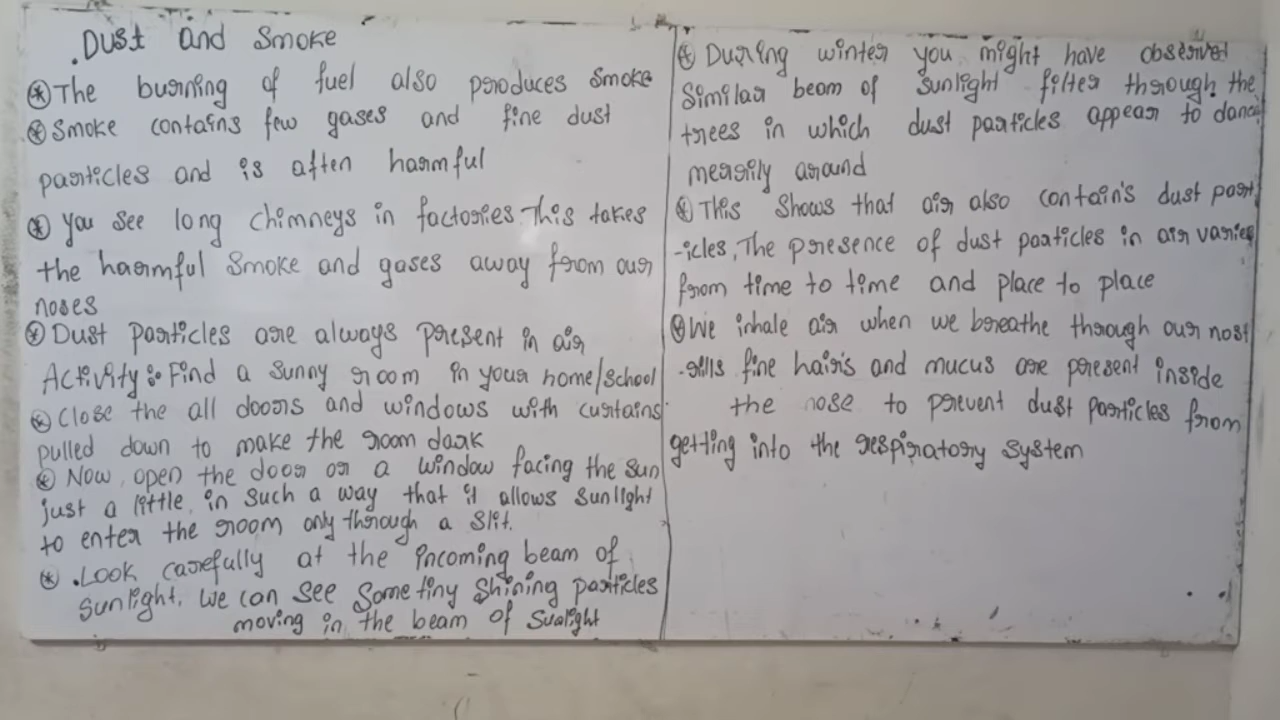 .Dust and Smoke
* The burning of fuel also produces smoke
* Smoke contains few gases and fine dust
particles and is often harmful
* You see long chimneys in factories. This takes
the harmful smoke and gases away from our
noses
* Dust particles are always present in air
Activity :- Find a sunny room in your home/school
* Close the all doors and windows with curtains
pulled down to make the room dark
* Now, open the door or a window facing the sun
just a little, in such a way that it allows sunlight
to enter the room only through a slit.
* .Look carefully at the incoming beam of
sunlight. We can see some tiny shining particles
moving in the beam of sunlight
* During winter you might have observed
similar beam of sunlight filter through the
trees in which dust particles appear to dance
merrily around
* This shows that air also contain's dust part
-icles, The presence of dust particles in air varies
from time to time and place to place
* We inhale air when we breathe through our nost
-rills fine hairs and mucus are present inside
the nose to prevent dust particles from
getting into the respiratory system